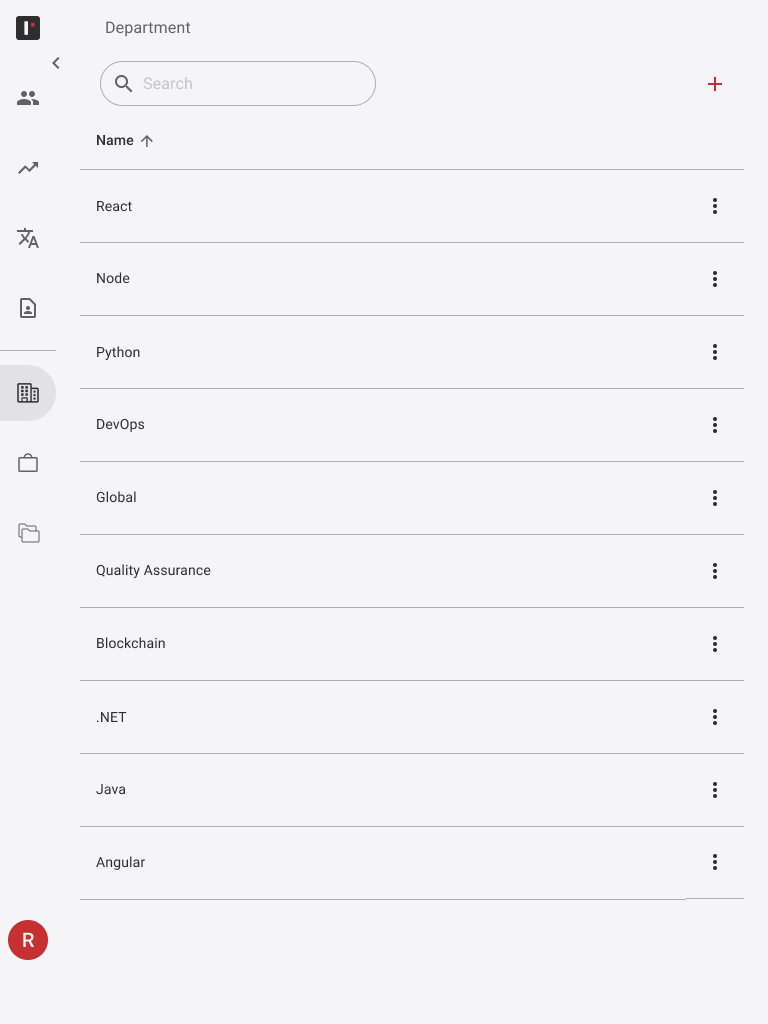 Department
Search
Name
React
Node
Python
DevOps
Global
Quality Assurance
Blockchain
.NET
Java
Angular
R